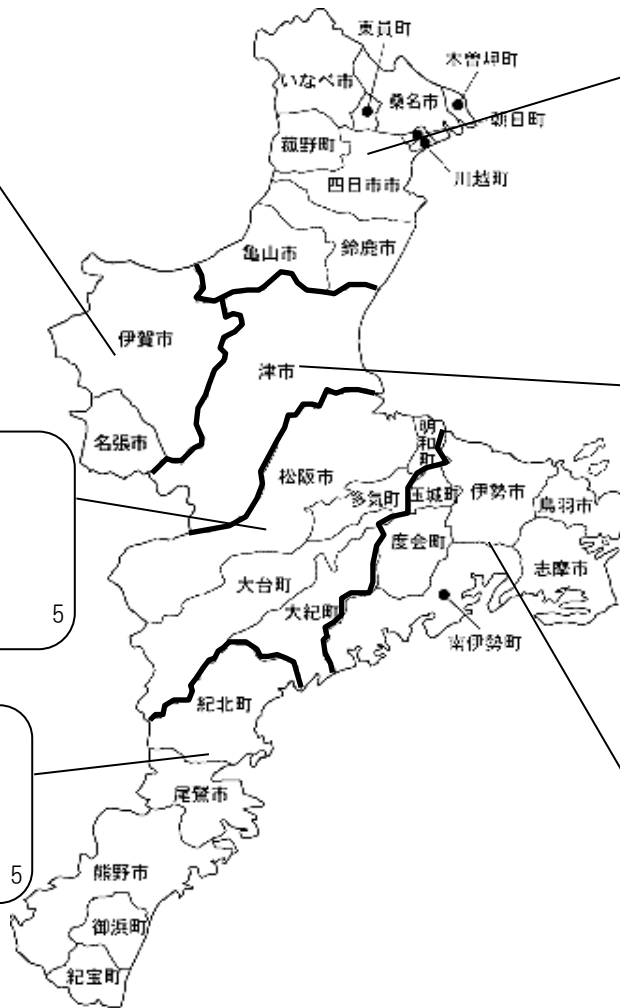 東員町
木曽岬町
いなべ市
桑名市
朝日町
菰野町
川越町
四日市市
亀山市
鈴鹿市
伊賀市
津市
名張市
明和町
松阪市
多気町
玉城町
伊勢市
鳥羽市
度会町
志摩市
大台町
大紀町
5
南伊勢町
紀北町
尾鷲市
熊野市
5
御浜町
紀宝町